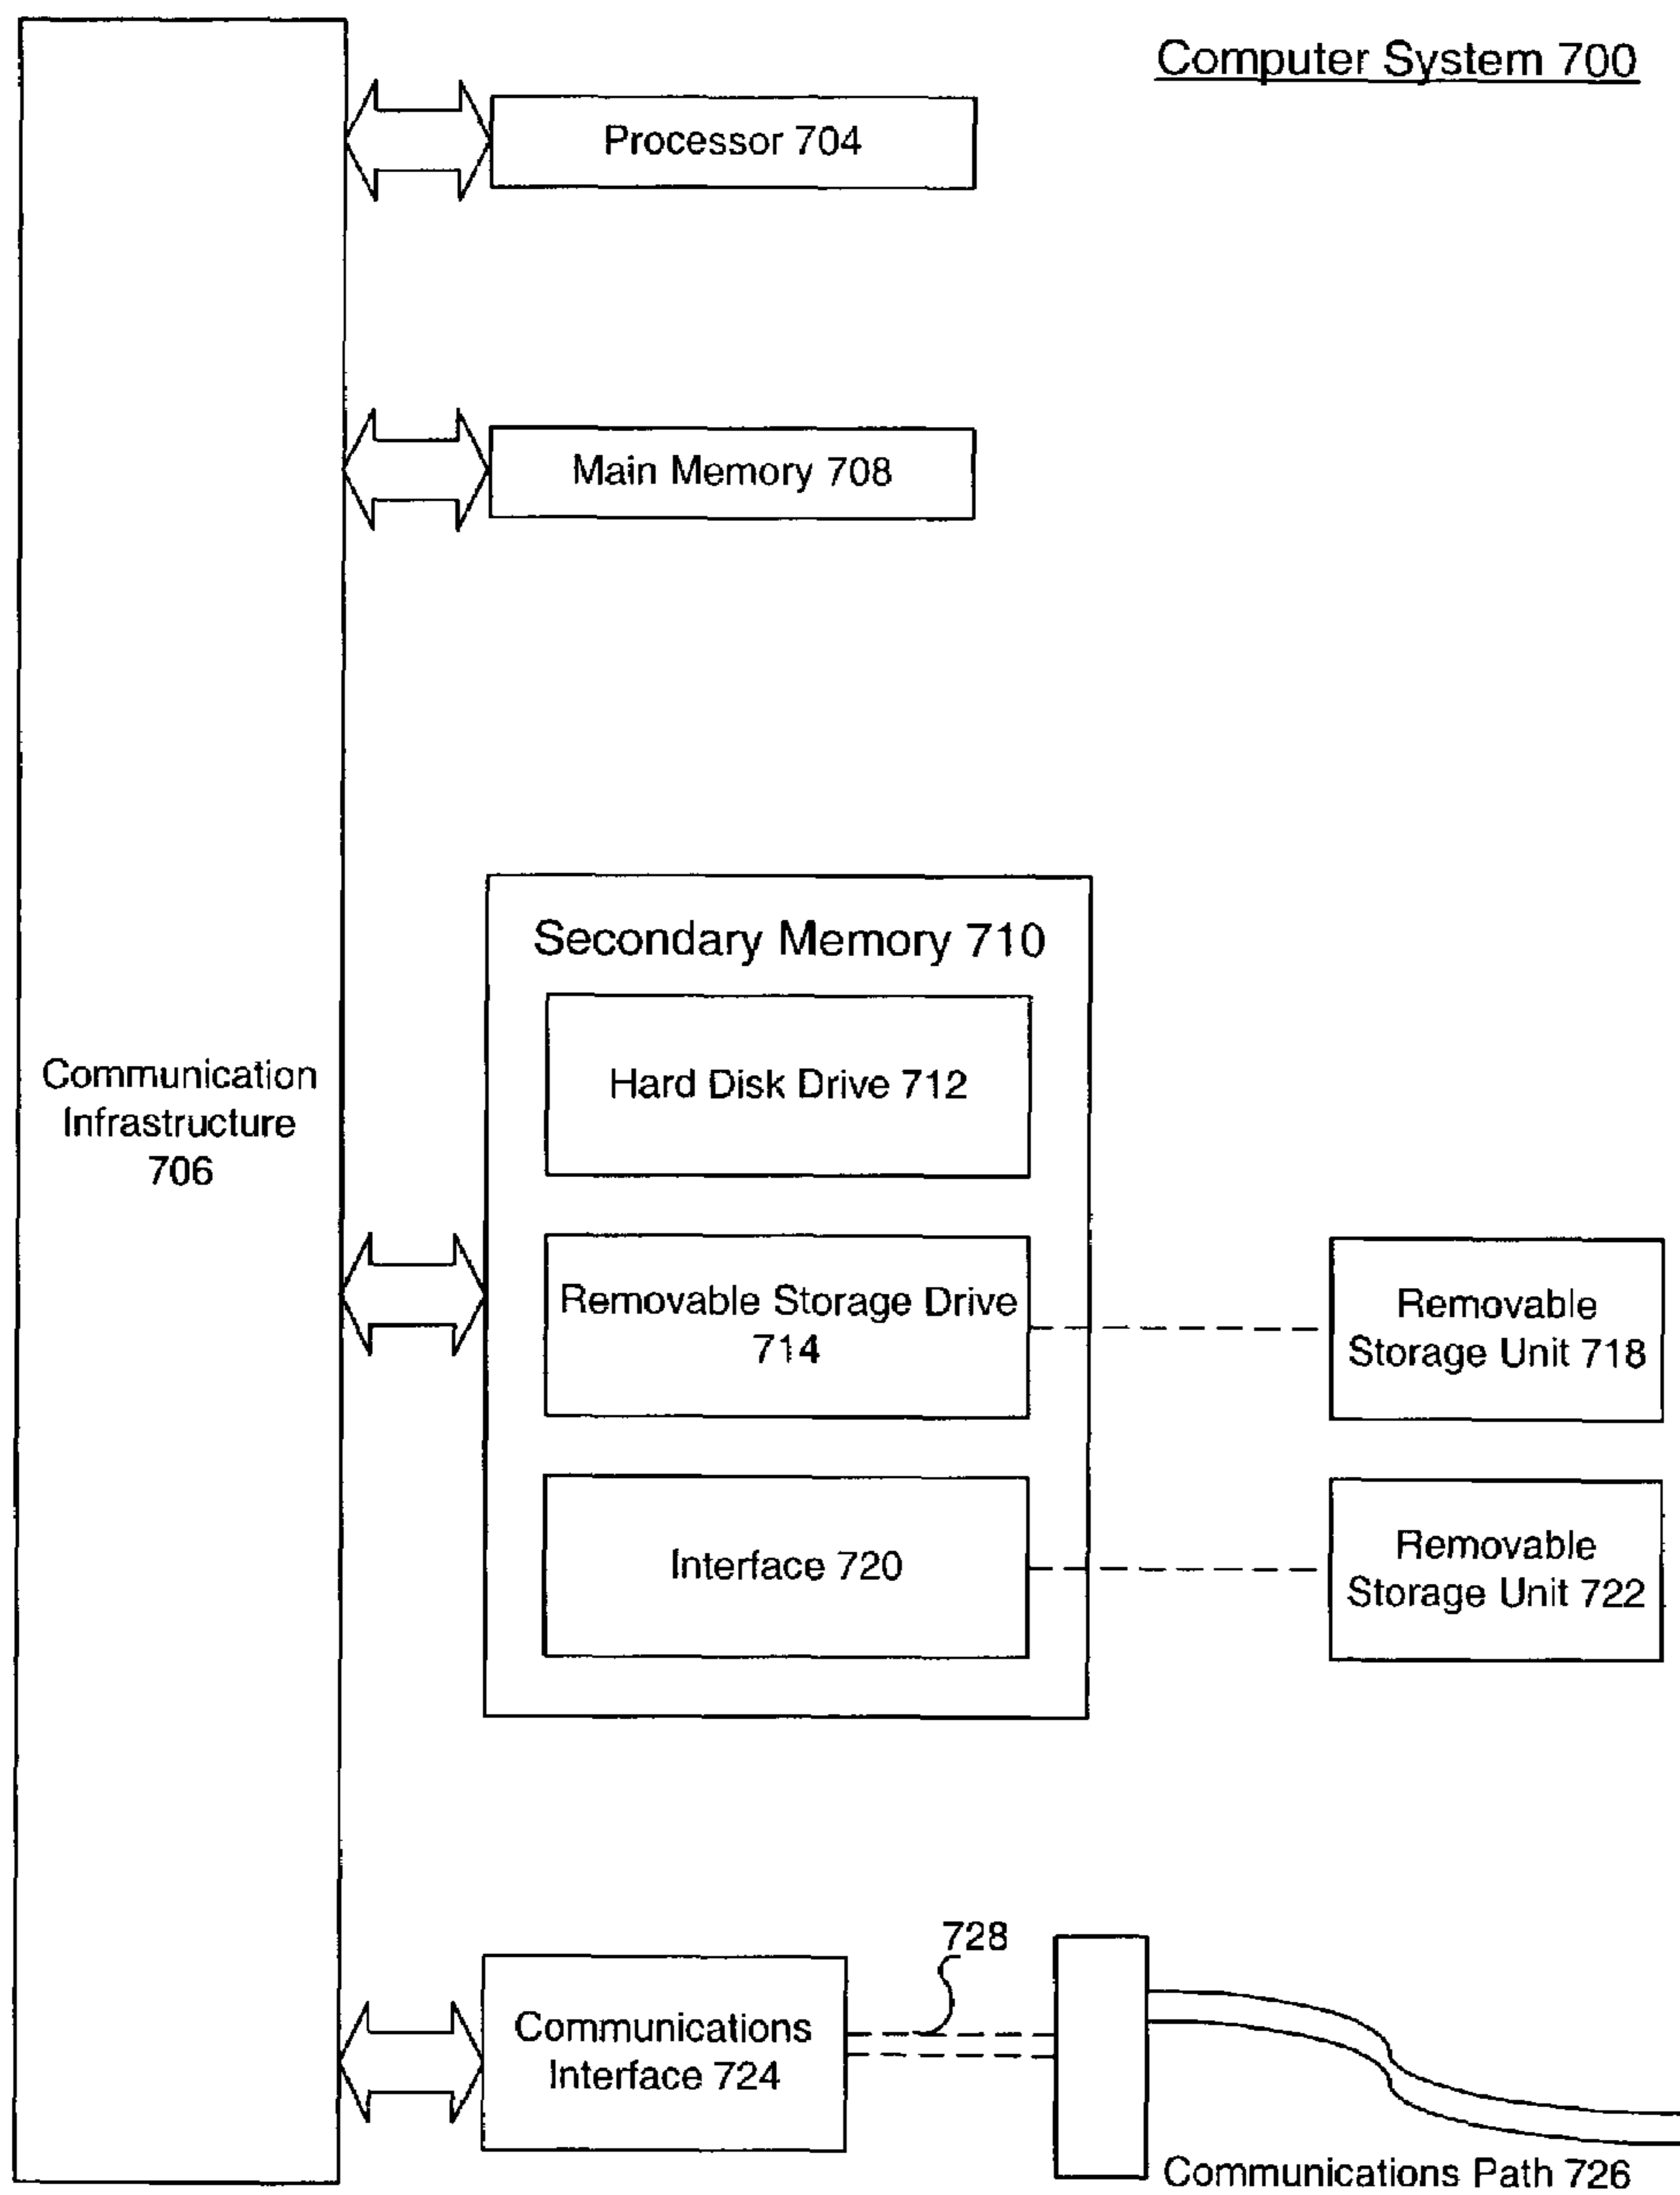 Computer System 700
Processor 704
Main Memory 708
Secondary Memory 710
Hard Disk Drive 712
Communication
Infrastructure
706
Removable Storage Drive
714
Removable
Storage Unit 718
Interface 720
Removable
Storage Unit 722
728
Communications
Interface 724
Communications Path 726